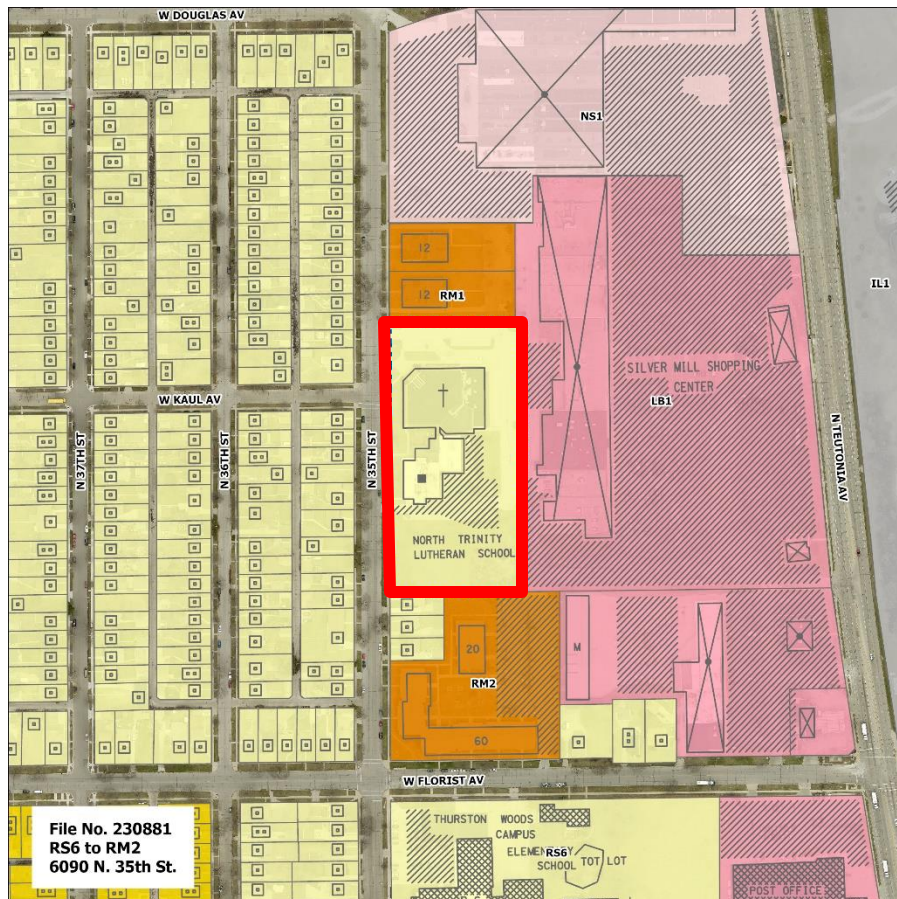 W DOUGLAS AV
NS1
IL1
12
12
RM1
SILVER MILL SHOPPING
CENTER
LB1
W KAUL AV
N 37TH ST
N 36TH ST
N 35TH ST
N TEUTONIA AV
NORTH TRINITY
LUTHERAN SCHOOL
20
M
RM2
60
W FLORIST AV
THURSTON WOODS
CAMPUS
ELEMENTARY
SCHOOL
RS6
TOT LOT
POST OFFICE
File No. 230881
RS6 to RM2
6090 N. 35th St.